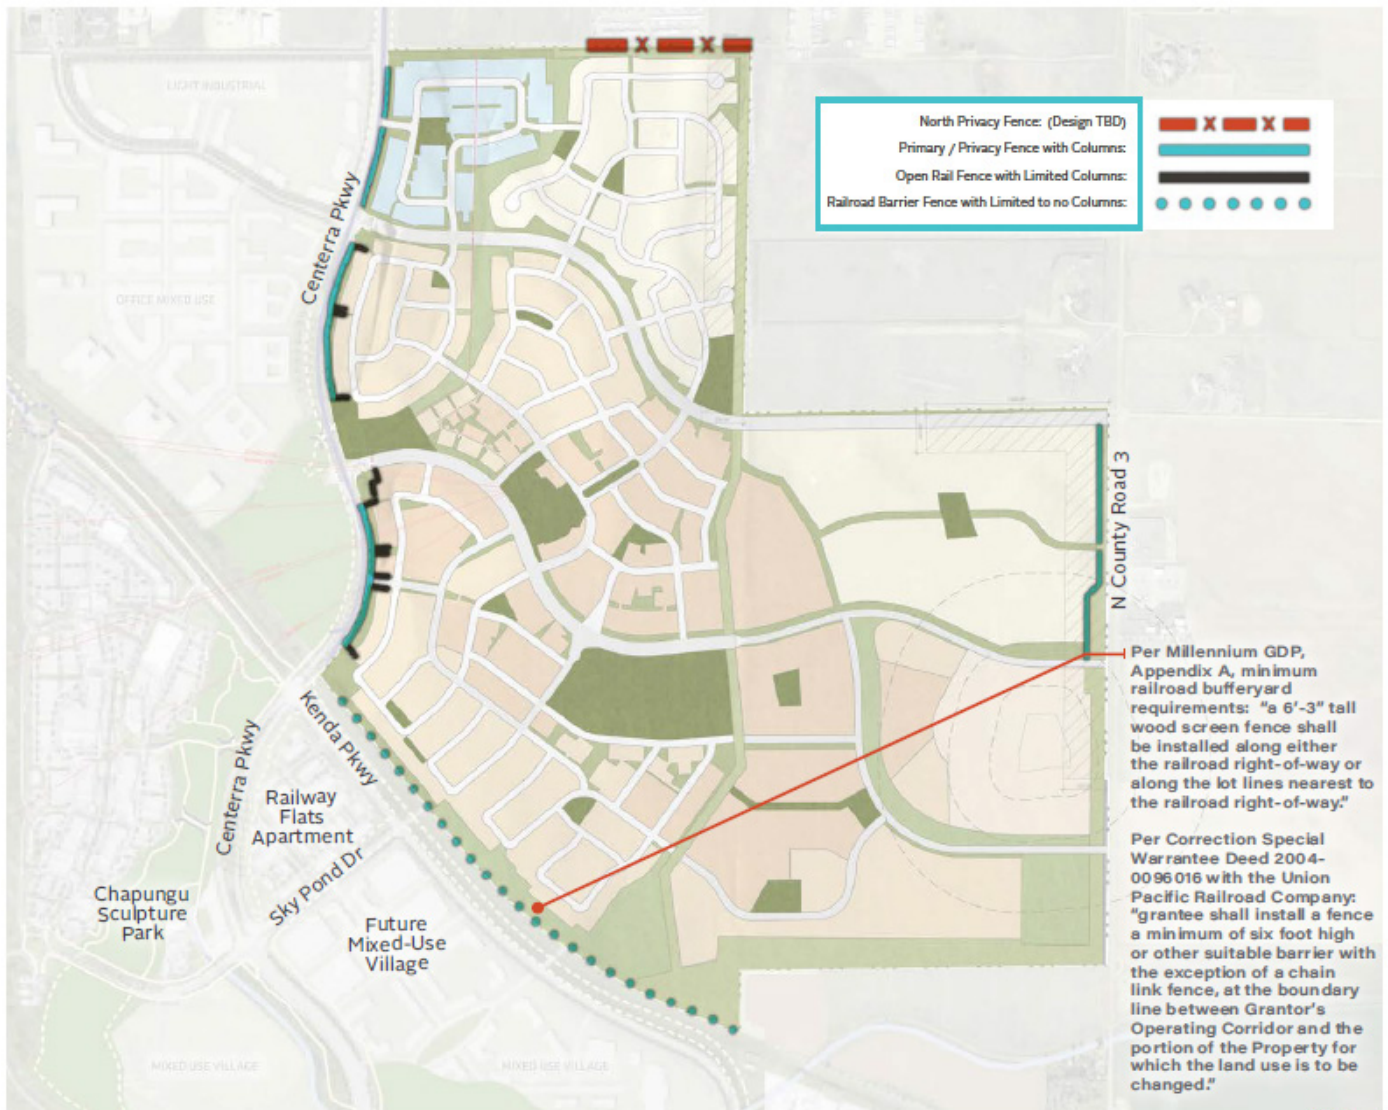 LIGHT INDUSTRIAL
North Privacy Fence: (Design TBD)
Primary / Privacy Fence with Columns:
Open Rail Fence with Limited Columns:
Railroad Barrier Fence with Limited to no Columns:
Centerra Pkwy
OFFICE MIXED USE
N County Road 3
Per Millennium GDP,
Appendix A, minimum
railroad bufferyard
requirements: "a 6'-3" tall
wood screen fence shall
be installed along either
the railroad right-of-way or
along the lot lines nearest to
the railroad right-of-way."
Per Correction Special
Warrantee Deed 2004-
0096016 with the Union
Pacific Railroad Company:
"grantee shall install a fence
a minimum of six foot high
or other suitable barrier with
the exception of a chain
link fence, at the boundary
line between Grantor's
Operating Corridor and the
portion of the Property for
which the land use is to be
changed."
Kenda Pkwy
Centerra Pkwy
Railway
Flats
Apartment
Sky Pond Dr
Chapungu
Sculpture
Park
Future
Mixed-Use
Village
MIXED USE VILLAGE
MIXED USE VILLAGE